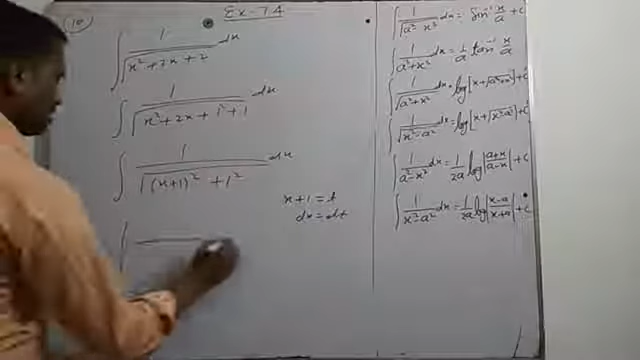 10
Ex-7.4
∫ 1/√(x²+2x+2) dx
∫ 1/√(x²+2x+1²+1) dx
∫ 1/√((x+1)²+1²) dx
x+1=t
dx=dt
∫
∫ 1/√(a²-x²) dx = sin⁻¹ x/a + c
∫ 1/(a²+x²) dx = 1/a tan⁻¹ x/a
∫ 1/√(a²+x²) dx = log[x+√(a²+x²)]+c
∫ 1/√(x²-a²) dx = log[x+√(x²-a²)]+c
∫ 1/(a²-x²) dx = 1/2a log|(a+x)/(a-x)|+c
∫ 1/(x²-a²) dx = 1/2a log|(x-a)/(x+a)|+c